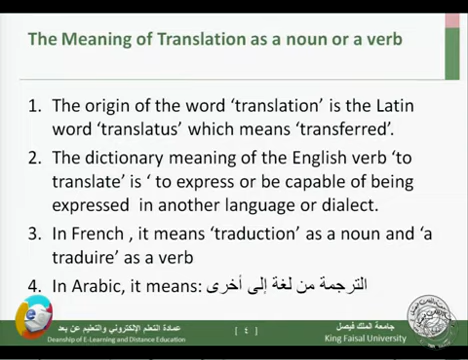 The Meaning of Translation as a noun or a verb
1. The origin of the word ‘translation’ is the Latin
word ‘translatus’ which means ‘transferred’.
2. The dictionary meaning of the English verb ‘to
translate’ is ‘ to express or be capable of being
expressed in another language or dialect.
3. In French , it means ‘traduction’ as a noun and ‘a
traduire’ as a verb
4. In Arabic, it means: الترجمة من لغة إلى أخرى
عمادة التعلم الإلكتروني والتعليم عن بعد
Deanship of E-Learning and Distance Education
[ ٤ ]
جامعة الملك فيصل
King Faisal University